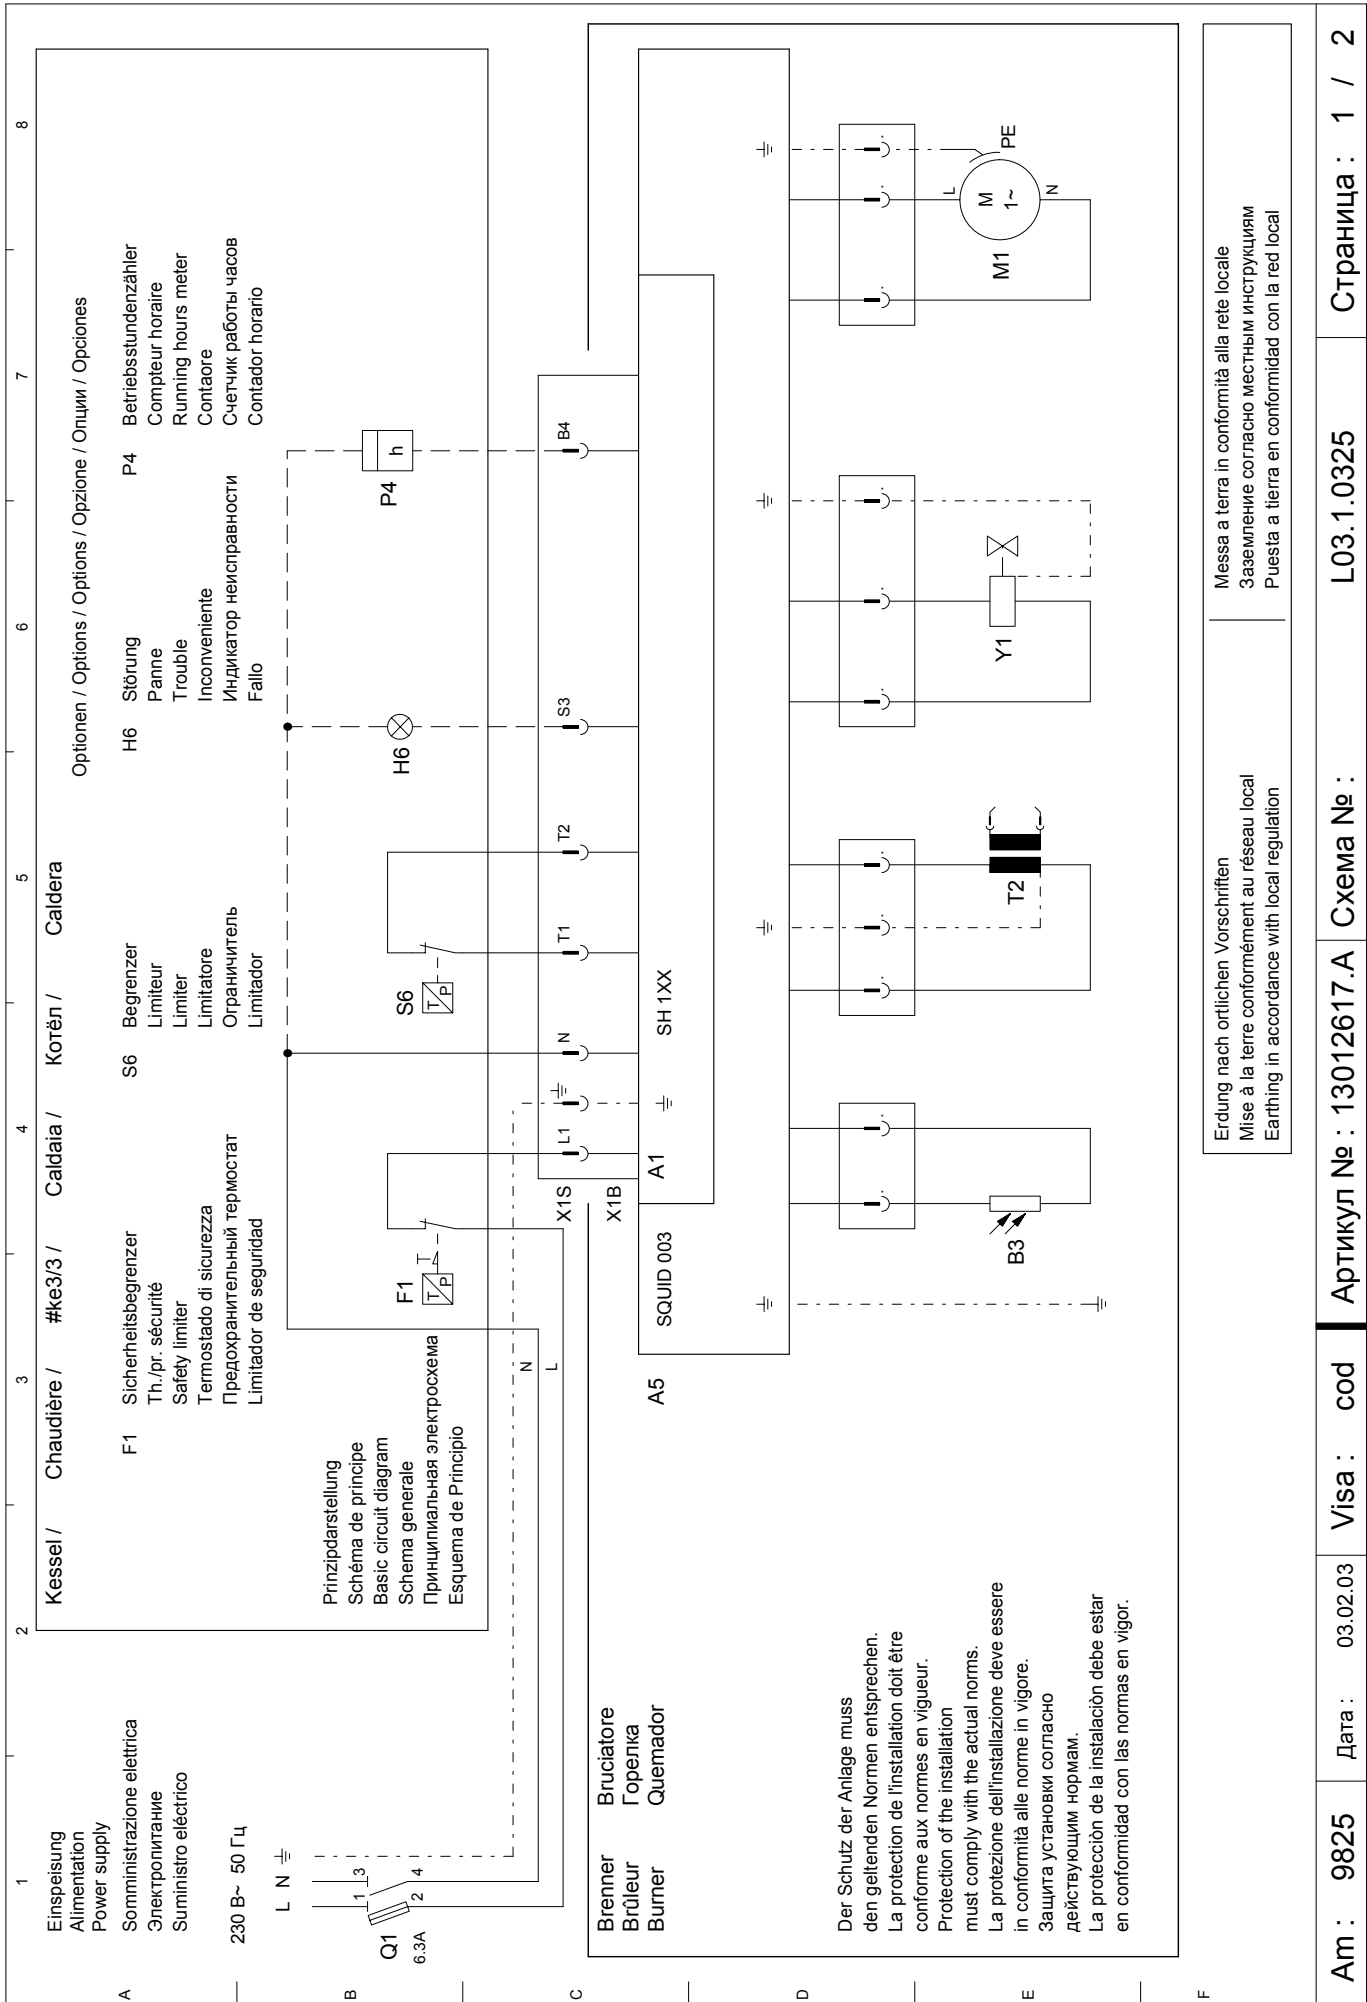 1 2 3 4 5 6 7 8
A
B
C
D
E
F
Einspeisung
Alimentation
Power supply
Somministrazione elettrica
Электропитание
Suministro eléctrico
230 В~ 50 Гц
L N
1 3
2 4
Q1
6.3A
Kessel / Chaudière / #ke3/3 / Caldaia / Котёл / Caldera
Optionen / Options / Options / Opzione / Опции / Opciones
F1 Sicherheitsbegrenzer
Th./pr. sécurité
Safety limiter
Termostado di sicurezza
Предохранительный термостат
Limitador de seguridad
S6 Begrenzer
Limiteur
Limiter
Limitatore
Ограничитель
Limitador
H6 Störung
Panne
Trouble
Inconveniente
Индикатор неисправности
Fallo
P4 Betriebsstundenzähler
Compteur horaire
Running hours meter
Contaore
Счетчик работы часов
Contador horario
Prinzipdarstellung
Schéma de principe
Basic circuit diagram
Schema generale
Принципиальная электросхема
Esquema de Principio
F1
T P
S6
T P
H6
P4
h
N
L
X1S
X1B
L1 N T1 T2 S3 B4
A1
SH 1XX
SQUID 003
A5
Brenner Bruciatore
Brûleur Горелка
Burner Quemador
Der Schutz der Anlage muss
den geltenden Normen entsprechen.
La protection de l'installation doit être
conforme aux normes en vigueur.
Protection of the installation
must comply with the actual norms.
La protezione dell'installazione deve essere
in conformità alle norme in vigore.
Защита установки согласно
действующим нормам.
La protecciòn de la instalaciòn debe estar
en conformidad con las normas en vigor.
B3
T2
Y1
M1
M
1~
L
N
PE
Erdung nach ortlichen Vorschriften
Mise à la terre conformément au réseau local
Earthing in accordance with local regulation
Messa a terra in conformità alla rete locale
Заземление согласно местным инструкциям
Puesta a tierra en conformidad con la red local
Am : 9825 Дата : 03.02.03 Visa : cod Артикул № : 13012617.A Схема № : L03.1.0325 Страница : 1 / 2